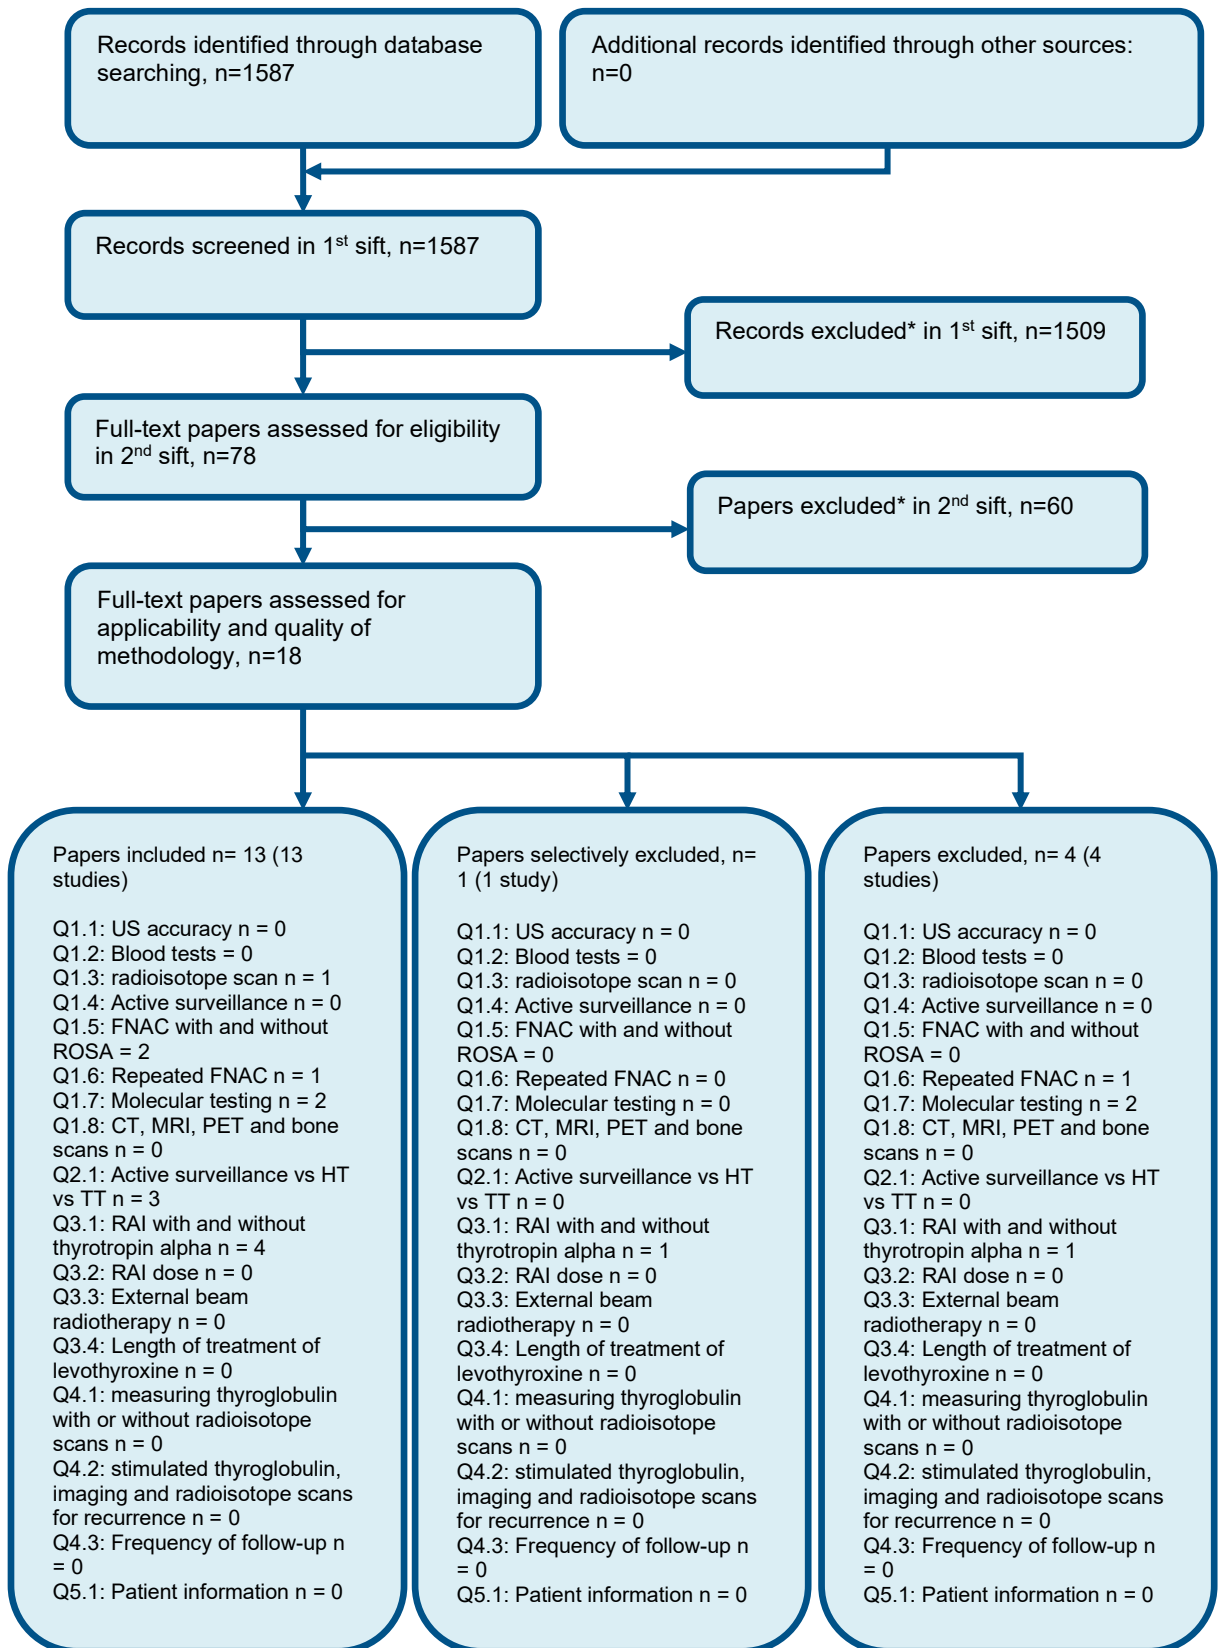 Records identified through database
searching, n=1587
Additional records identified through other sources:
n=0
Records screened in 1st sift, n=1587
Records excluded* in 1st sift, n=1509
Full-text papers assessed for eligibility
in 2nd sift, n=78
Papers excluded* in 2nd sift, n=60
Full-text papers assessed for
applicability and quality of
methodology, n=18
Papers included n= 13 (13
studies)
Q1.1: US accuracy n = 0
Q1.2: Blood tests = 0
Q1.3: radioisotope scan n = 1
Q1.4: Active surveillance n = 0
Q1.5: FNAC with and without
ROSA = 2
Q1.6: Repeated FNAC n = 1
Q1.7: Molecular testing n = 2
Q1.8: CT, MRI, PET and bone
scans n = 0
Q2.1: Active surveillance vs HT
vs TT n = 3
Q3.1: RAI with and without
thyrotropin alpha n = 4
Q3.2: RAI dose n = 0
Q3.3: External beam
radiotherapy n = 0
Q3.4: Length of treatment of
levothyroxine n = 0
Q4.1: measuring thyroglobulin
with or without radioisotope
scans n = 0
Q4.2: stimulated thyroglobulin,
imaging and radioisotope scans
for recurrence n = 0
Q4.3: Frequency of follow-up n
= 0
Q5.1: Patient information n = 0
Papers selectively excluded, n=
1 (1 study)
Q1.1: US accuracy n = 0
Q1.2: Blood tests = 0
Q1.3: radioisotope scan n = 0
Q1.4: Active surveillance n = 0
Q1.5: FNAC with and without
ROSA = 0
Q1.6: Repeated FNAC n = 0
Q1.7: Molecular testing n = 0
Q1.8: CT, MRI, PET and bone
scans n = 0
Q2.1: Active surveillance vs HT
vs TT n = 0
Q3.1: RAI with and without
thyrotropin alpha n = 1
Q3.2: RAI dose n = 0
Q3.3: External beam
radiotherapy n = 0
Q3.4: Length of treatment of
levothyroxine n = 0
Q4.1: measuring thyroglobulin
with or without radioisotope
scans n = 0
Q4.2: stimulated thyroglobulin,
imaging and radioisotope scans
for recurrence n = 0
Q4.3: Frequency of follow-up n
= 0
Q5.1: Patient information n = 0
Papers excluded, n= 4 (4
studies)
Q1.1: US accuracy n = 0
Q1.2: Blood tests = 0
Q1.3: radioisotope scan n = 0
Q1.4: Active surveillance n = 0
Q1.5: FNAC with and without
ROSA = 0
Q1.6: Repeated FNAC n = 1
Q1.7: Molecular testing n = 2
Q1.8: CT, MRI, PET and bone
scans n = 0
Q2.1: Active surveillance vs HT
vs TT n = 0
Q3.1: RAI with and without
thyrotropin alpha n = 1
Q3.2: RAI dose n = 0
Q3.3: External beam
radiotherapy n = 0
Q3.4: Length of treatment of
levothyroxine n = 0
Q4.1: measuring thyroglobulin
with or without radioisotope
scans n = 0
Q4.2: stimulated thyroglobulin,
imaging and radioisotope scans
for recurrence n = 0
Q4.3: Frequency of follow-up n
= 0
Q5.1: Patient information n = 0